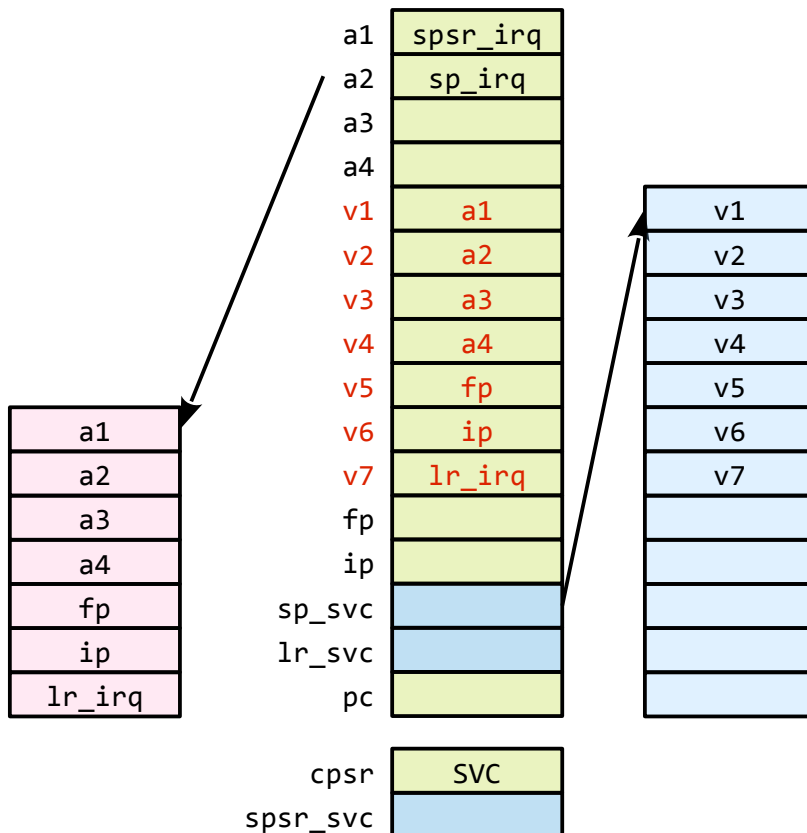 a1 spsr_irq
a2 sp_irq
a3
a4
v1 a1 v1
v2 a2 v2
v3 a3 v3
v4 a4 v4
a1 v5 fp v5
a2 v6 ip v6
a3 v7 lr_irq v7
a4 fp
fp ip
ip sp_svc
lr_irq lr_svc
pc
cpsr SVC
spsr_svc